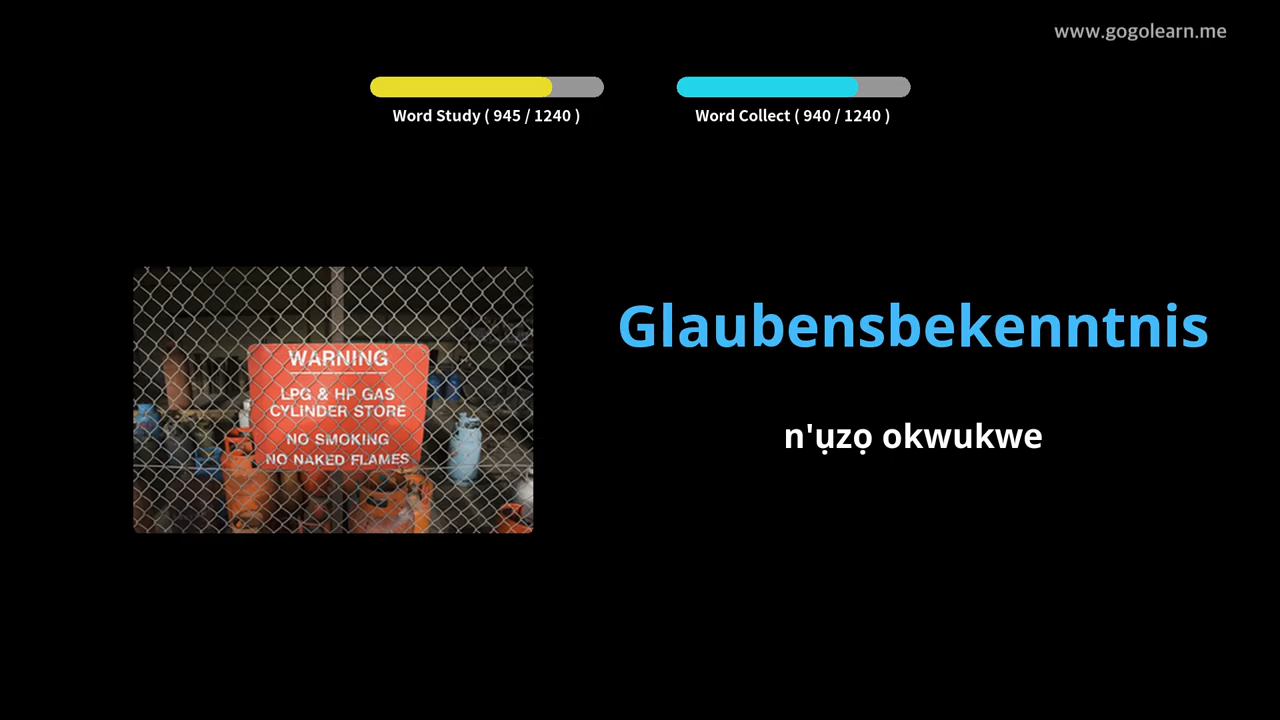 www.gogolearn.me
Word Study ( 945 / 1240 )
Word Collect ( 940 / 1240 )
WARNING
LPG & HP GAS
CYLINDER STORE
NO SMOKING
NO NAKED FLAMES
Glaubensbekenntnis
n'ụzọ okwukwe